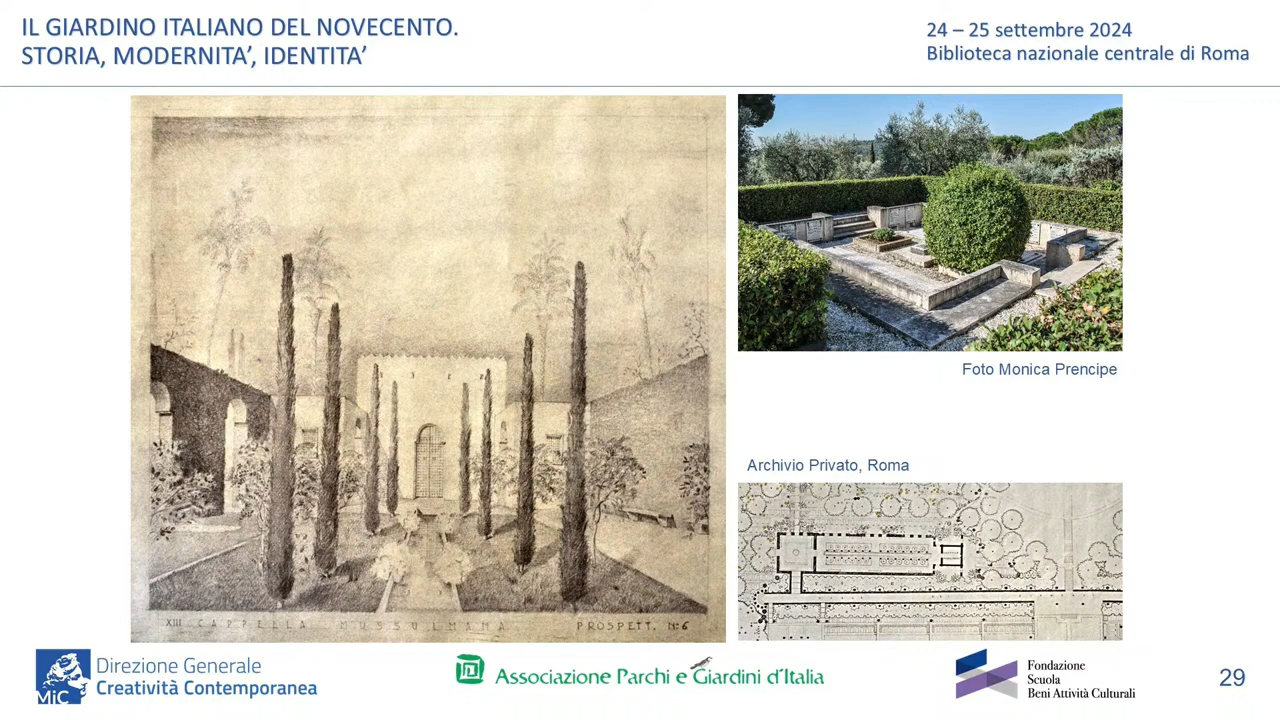 IL GIARDINO ITALIANO DEL NOVECENTO.
STORIA, MODERNITA’, IDENTITA’
24 – 25 settembre 2024
Biblioteca nazionale centrale di Roma
XIII CAPPELLA MUSSULMANA PROSPETT. N:6
Foto Monica Prencipe
Archivio Privato, Roma
MiC
Direzione Generale
Creatività Contemporanea
Associazione Parchi e Giardini d’Italia
Fondazione
Scuola
Beni Attività Culturali
29